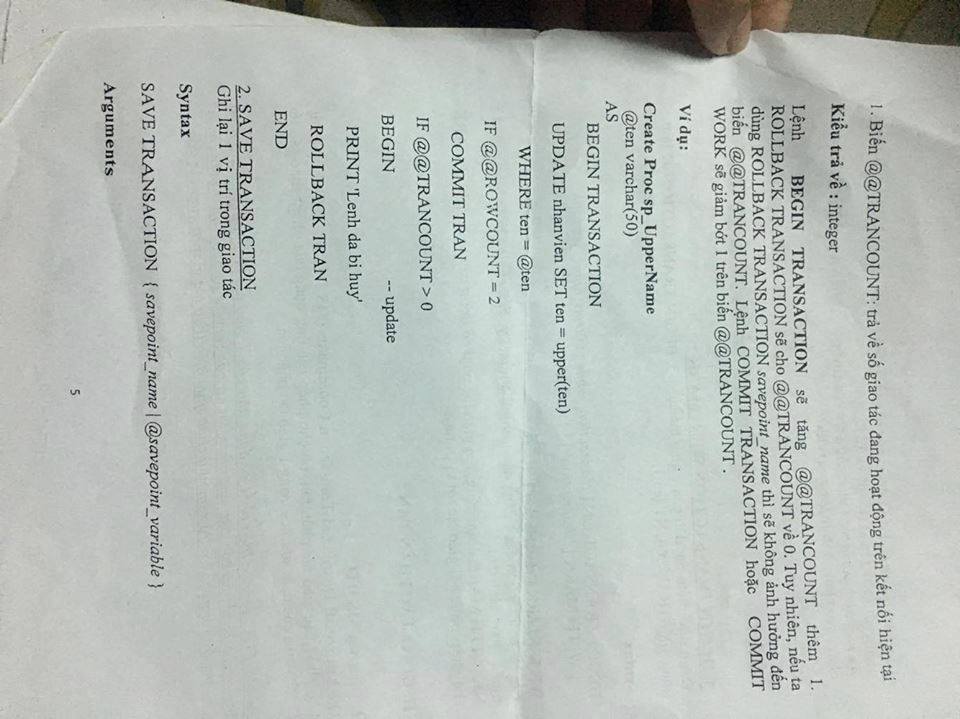 1. Biến @@TRANCOUNT: trả về số giao tác đang hoạt động trên kết nối hiện tại
Kiểu trả về : integer
Lệnh BEGIN TRANSACTION sẽ tăng @@TRANCOUNT thêm 1.
ROLLBACK TRANSACTION sẽ cho @@TRANCOUNT về 0. Tuy nhiên, nếu ta
dùng ROLLBACK TRANSACTION savepoint_name thì sẽ không ảnh hưởng đến
biến @@TRANCOUNT. Lệnh COMMIT TRANSACTION hoặc COMMIT
WORK sẽ giảm bớt 1 trên biến @@TRANCOUNT .
Ví dụ:
Create Proc sp_UpperName
@ten varchar(50)
AS
BEGIN TRANSACTION
UPDATE nhanvien SET ten = upper(ten)
WHERE ten = @ten
IF @@ROWCOUNT = 2
COMMIT TRAN
IF @@TRANCOUNT > 0
BEGIN -- update
PRINT 'Lenh da bi huy'
ROLLBACK TRAN
END
2. SAVE TRANSACTION
Ghi lại 1 vị trí trong giao tác
Syntax
SAVE TRANSACTION { savepoint_name | @savepoint_variable }
Arguments
5